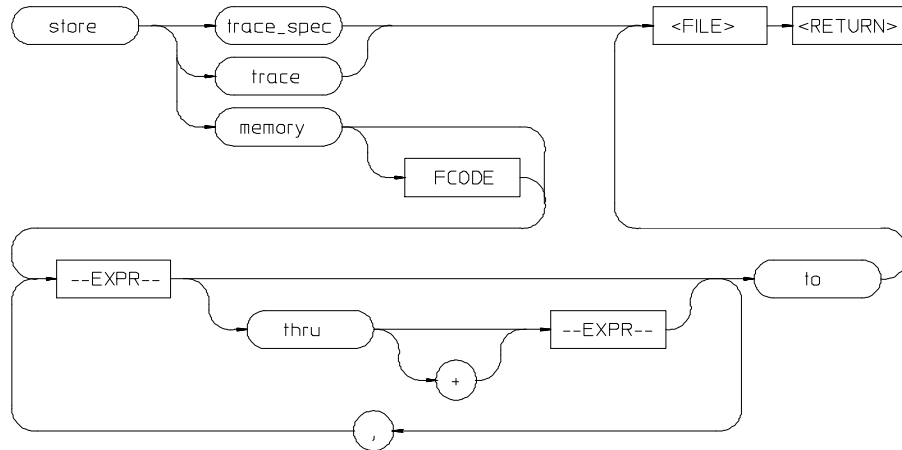 store
trace_spec
<FILE>
<RETURN>
trace
memory
FCODE
--EXPR--
to
thru
--EXPR--
+
,